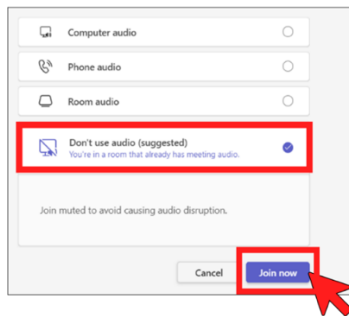 Computer audio
Phone audio
Room audio
Don't use audio (suggested)
You're in a room that already has meeting audio.
Join muted to avoid causing audio disruption.
Cancel
Join now